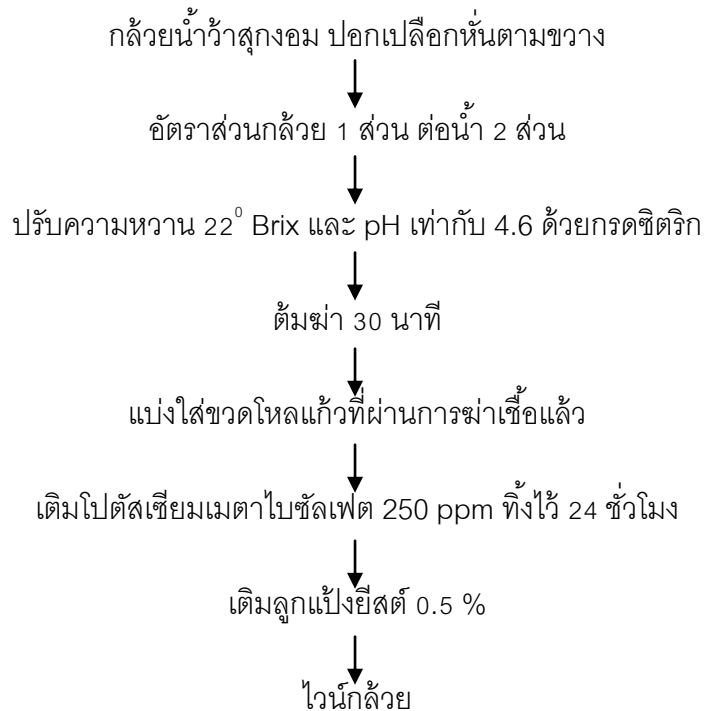 กล้วยน้ำว้าสุกงอม ปอกเปลือกหั่นตามขวาง
อัตราส่วนกล้วย 1 ส่วน ต่อน้ำ 2 ส่วน
ปรับความหวาน 22⁰ Brix และ pH เท่ากับ 4.6 ด้วยกรดซิตริก
ต้มฆ่า 30 นาที
แบ่งใส่ขวดโหลแก้วที่ผ่านการฆ่าเชื้อแล้ว
เติมโปตัสเซียมเมตาไบซัลเฟต 250 ppm ทิ้งไว้ 24 ชั่วโมง
เติมลูกแป้งยีสต์ 0.5 %
ไวน์กล้วย